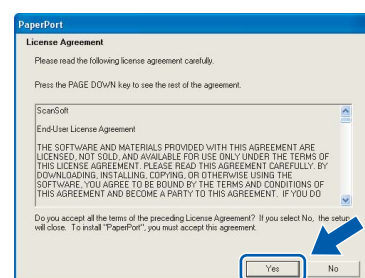 PaperPort
License Agreement
Please read the following license agreement carefully.
Press the PAGE DOWN key to see the rest of the agreement.
ScanSoft
End-User License Agreement
THE SOFTWARE AND MATERIALS PROVIDED WITH THIS AGREEMENT ARE
LICENSED, NOT SOLD, AND AVAILABLE FOR USE ONLY UNDER THE TERMS OF
THIS LICENSE AGREEMENT. PLEASE READ THIS AGREEMENT CAREFULLY. BY
DOWNLOADING, INSTALLING, COPYING, OR OTHERWISE USING THE
SOFTWARE, YOU AGREE TO BE BOUND BY THE TERMS AND CONDITIONS OF
THIS AGREEMENT AND BECOME A PARTY TO THIS AGREEMENT. IF YOU DO
Do you accept all the terms of the preceding License Agreement? If you select No, the setup
will close. To install "PaperPort", you must accept this agreement.
Yes No